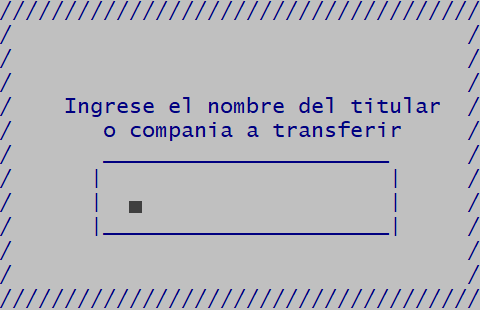 Ingrese el nombre del titular
o compania a transferir